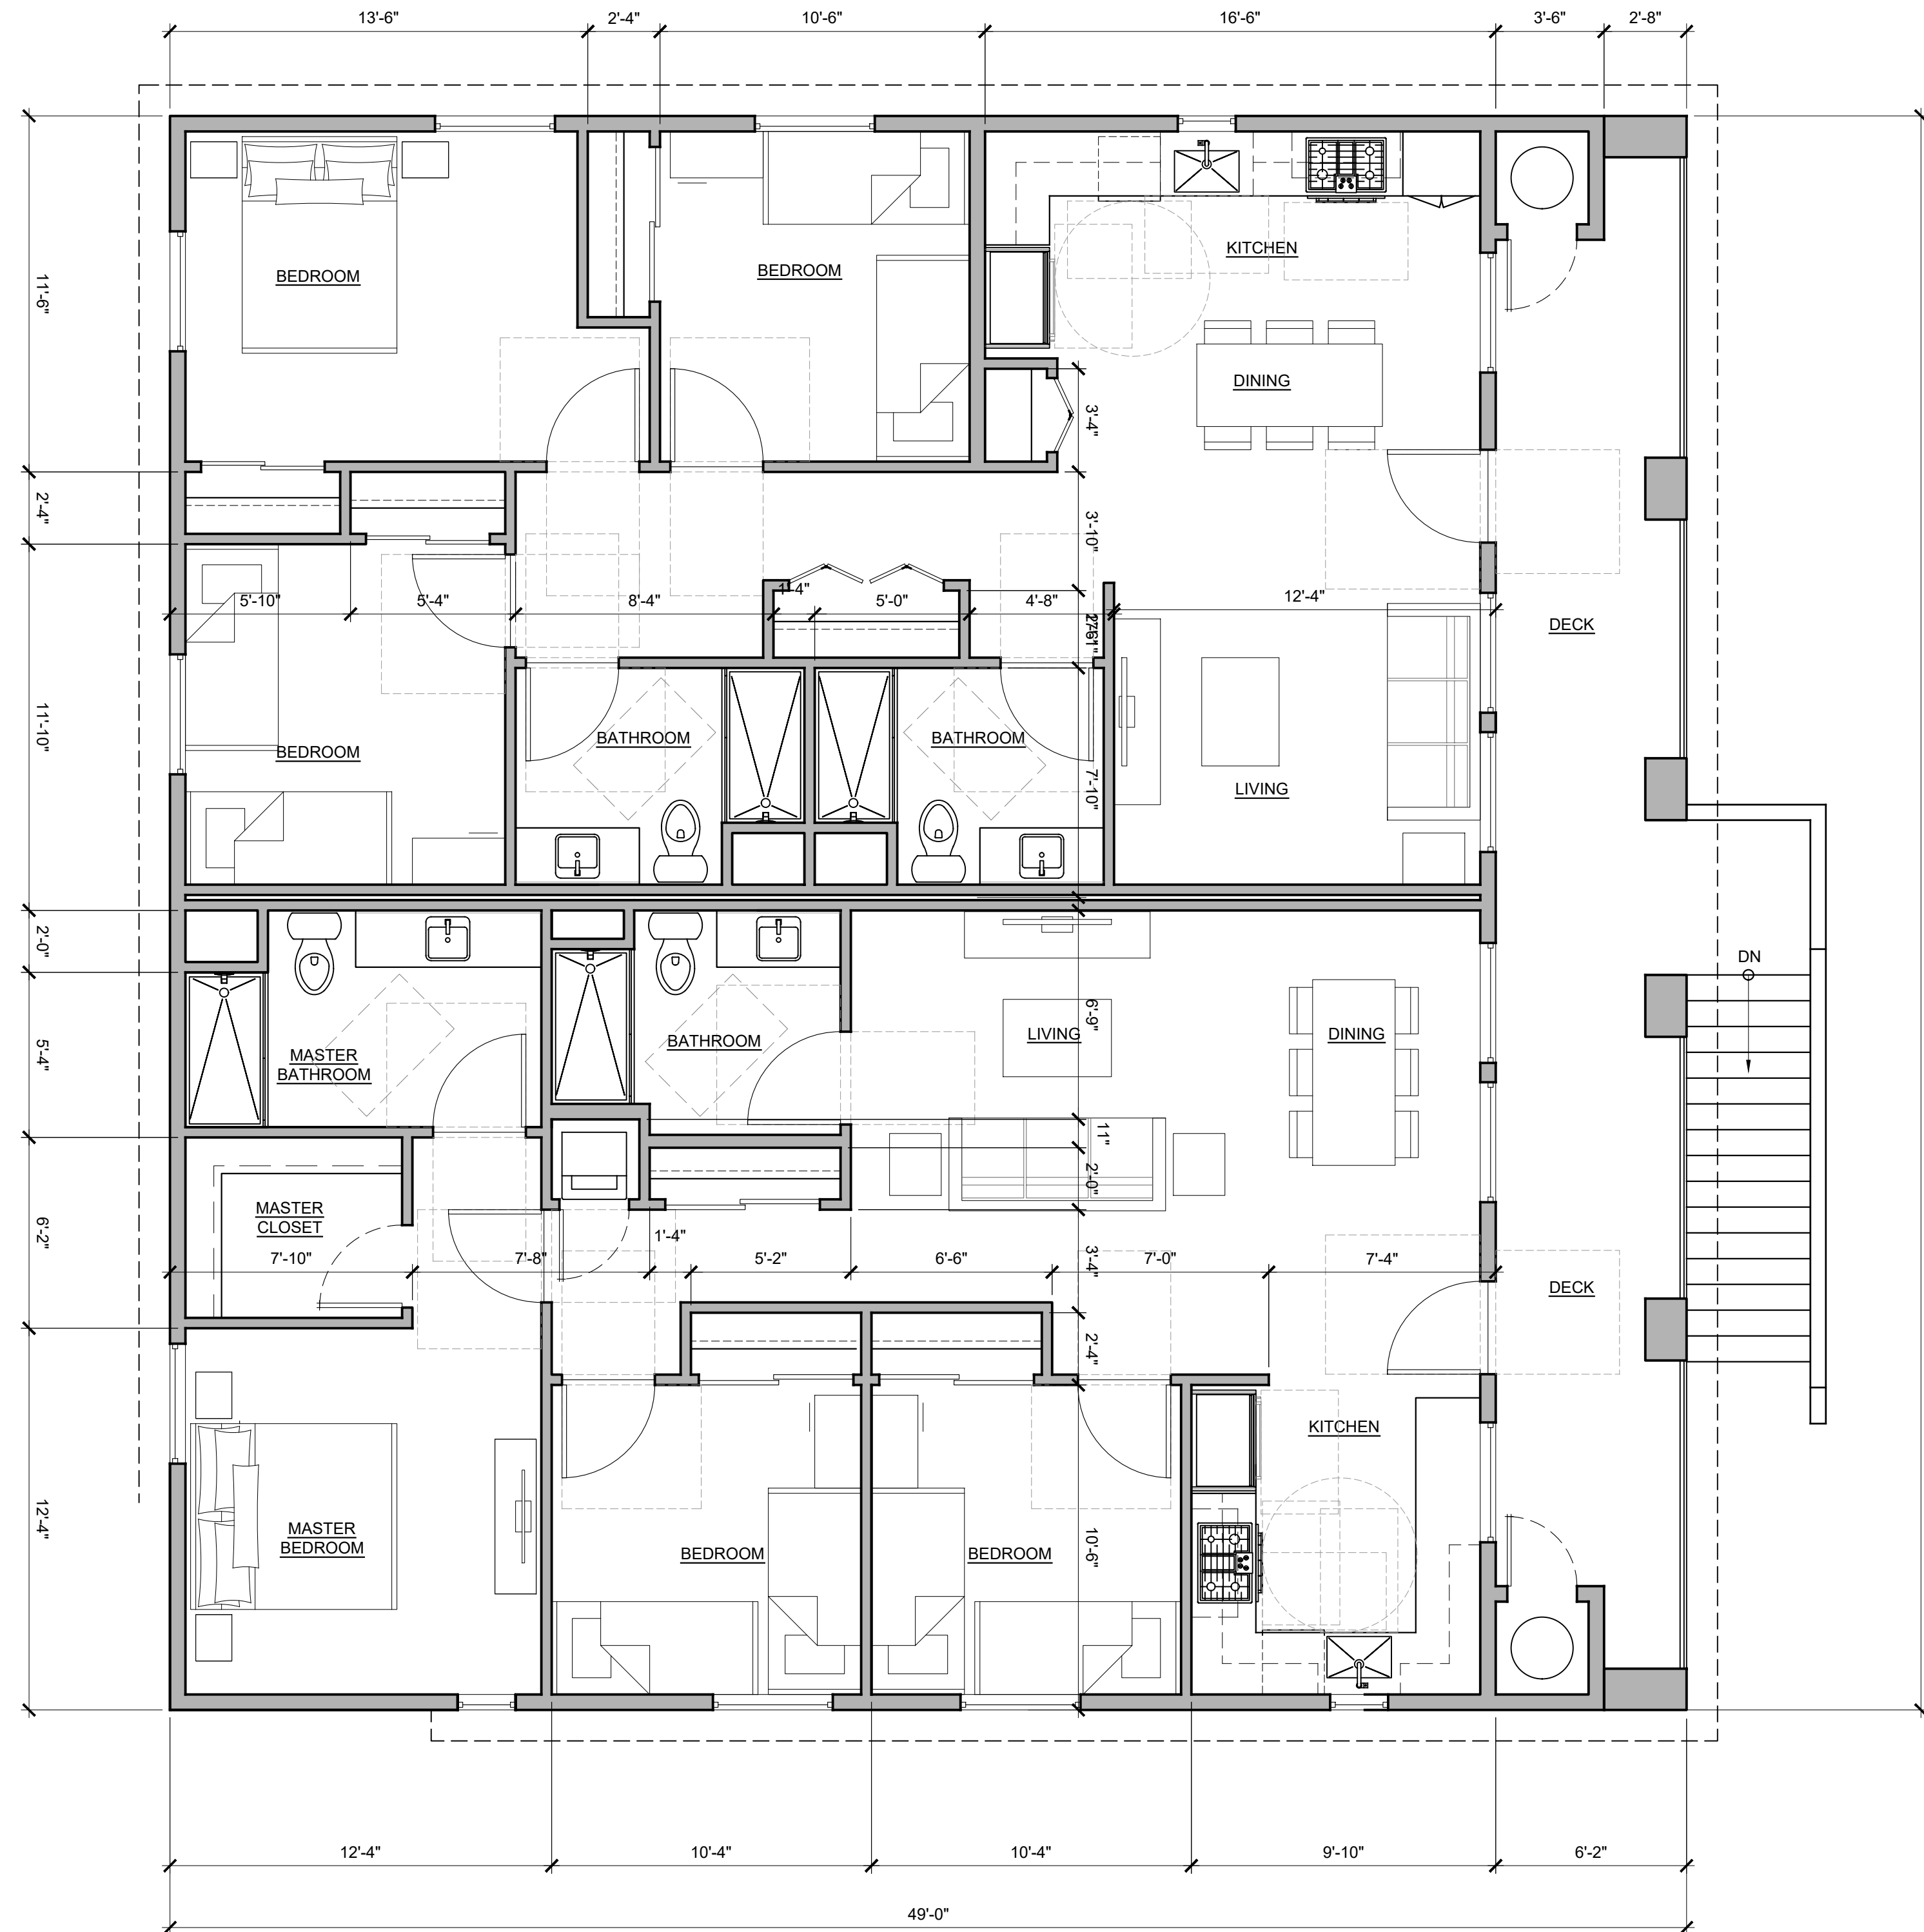 13'-6"
2'-4"
10'-6"
16'-6"
3'-6"
2'-8"
11'-6"
2'-4"
11'-10"
2'-0"
5'-4"
6'-2"
12'-4"
BEDROOM
BEDROOM
KITCHEN
DINING
3'-4"
3'-10"
5'-10"
5'-4"
8'-4"
1'-4"
5'-0"
4'-8"
12'-4"
DECK
BEDROOM
BATHROOM
BATHROOM
7'-10"
LIVING
DN
MASTER
BATHROOM
BATHROOM
LIVING
6'-9"
DINING
11"
2'-0"
MASTER
CLOSET
1'-4"
7'-10"
7'-8"
5'-2"
6'-6"
3'-4"
7'-0"
7'-4"
DECK
2'-4"
KITCHEN
MASTER
BEDROOM
BEDROOM
BEDROOM
10'-6"
12'-4"
10'-4"
10'-4"
9'-10"
6'-2"
49'-0"